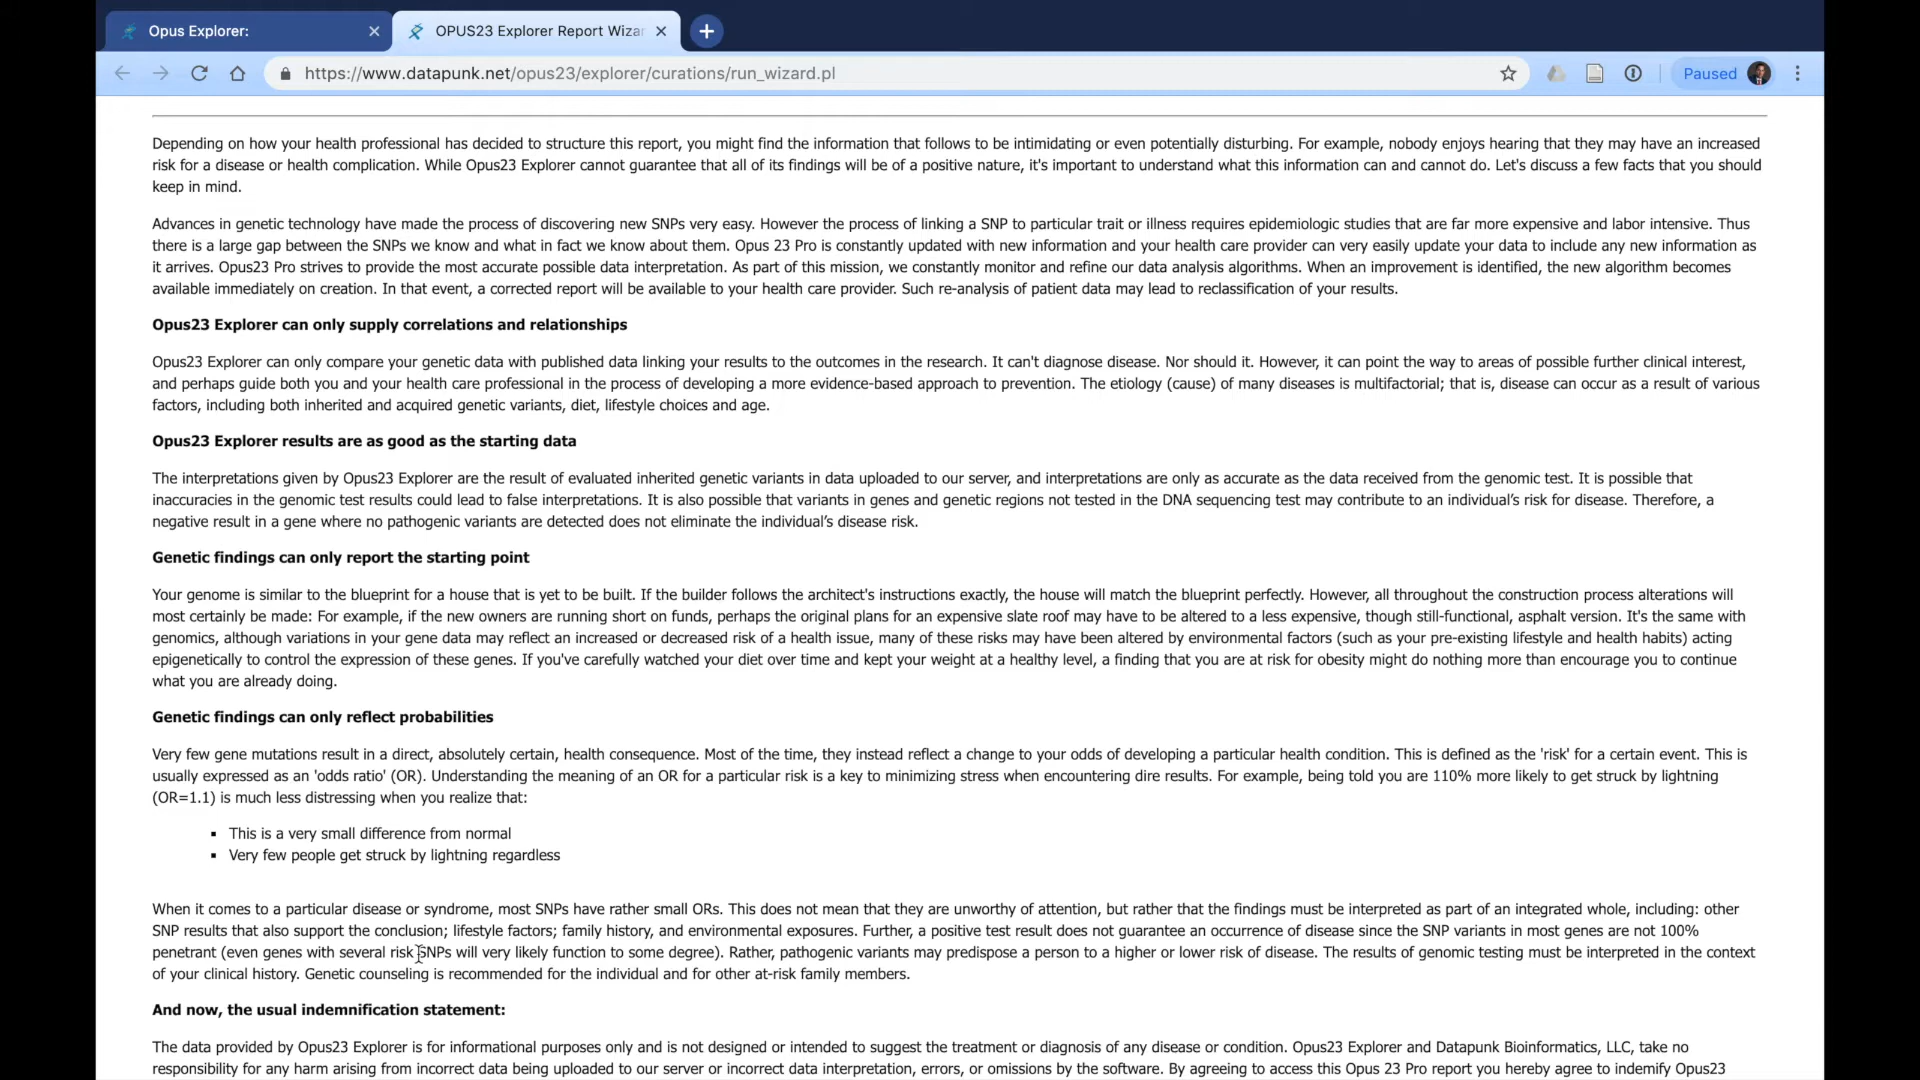 Opus Explorer:
OPUS23 Explorer Report Wizar
https://www.datapunk.net/opus23/explorer/curations/run_wizard.pl
Paused
Depending on how your health professional has decided to structure this report, you might find the information that follows to be intimidating or even potentially disturbing. For example, nobody enjoys hearing that they may have an increased
risk for a disease or health complication. While Opus23 Explorer cannot guarantee that all of its findings will be of a positive nature, it's important to understand what this information can and cannot do. Let's discuss a few facts that you should
keep in mind.
Advances in genetic technology have made the process of discovering new SNPs very easy. However the process of linking a SNP to particular trait or illness requires epidemiologic studies that are far more expensive and labor intensive. Thus
there is a large gap between the SNPs we know and what in fact we know about them. Opus 23 Pro is constantly updated with new information and your health care provider can very easily update your data to include any new information as
it arrives. Opus23 Pro strives to provide the most accurate possible data interpretation. As part of this mission, we constantly monitor and refine our data analysis algorithms. When an improvement is identified, the new algorithm becomes
available immediately on creation. In that event, a corrected report will be available to your health care provider. Such re-analysis of patient data may lead to reclassification of your results.
Opus23 Explorer can only supply correlations and relationships
Opus23 Explorer can only compare your genetic data with published data linking your results to the outcomes in the research. It can't diagnose disease. Nor should it. However, it can point the way to areas of possible further clinical interest,
and perhaps guide both you and your health care professional in the process of developing a more evidence-based approach to prevention. The etiology (cause) of many diseases is multifactorial; that is, disease can occur as a result of various
factors, including both inherited and acquired genetic variants, diet, lifestyle choices and age.
Opus23 Explorer results are as good as the starting data
The interpretations given by Opus23 Explorer are the result of evaluated inherited genetic variants in data uploaded to our server, and interpretations are only as accurate as the data received from the genomic test. It is possible that
inaccuracies in the genomic test results could lead to false interpretations. It is also possible that variants in genes and genetic regions not tested in the DNA sequencing test may contribute to an individual’s risk for disease. Therefore, a
negative result in a gene where no pathogenic variants are detected does not eliminate the individual’s disease risk.
Genetic findings can only report the starting point
Your genome is similar to the blueprint for a house that is yet to be built. If the builder follows the architect's instructions exactly, the house will match the blueprint perfectly. However, all throughout the construction process alterations will
most certainly be made: For example, if the new owners are running short on funds, perhaps the original plans for an expensive slate roof may have to be altered to a less expensive, though still-functional, asphalt version. It's the same with
genomics, although variations in your gene data may reflect an increased or decreased risk of a health issue, many of these risks may have been altered by environmental factors (such as your pre-existing lifestyle and health habits) acting
epigenetically to control the expression of these genes. If you've carefully watched your diet over time and kept your weight at a healthy level, a finding that you are at risk for obesity might do nothing more than encourage you to continue
what you are already doing.
Genetic findings can only reflect probabilities
Very few gene mutations result in a direct, absolutely certain, health consequence. Most of the time, they instead reflect a change to your odds of developing a particular health condition. This is defined as the 'risk' for a certain event. This is
usually expressed as an 'odds ratio' (OR). Understanding the meaning of an OR for a particular risk is a key to minimizing stress when encountering dire results. For example, being told you are 110% more likely to get struck by lightning
(OR=1.1) is much less distressing when you realize that:
▪ This is a very small difference from normal
▪ Very few people get struck by lightning regardless
When it comes to a particular disease or syndrome, most SNPs have rather small ORs. This does not mean that they are unworthy of attention, but rather that the findings must be interpreted as part of an integrated whole, including: other
SNP results that also support the conclusion; lifestyle factors; family history, and environmental exposures. Further, a positive test result does not guarantee an occurrence of disease since the SNP variants in most genes are not 100%
penetrant (even genes with several risk SNPs will very likely function to some degree). Rather, pathogenic variants may predispose a person to a higher or lower risk of disease. The results of genomic testing must be interpreted in the context
of your clinical history. Genetic counseling is recommended for the individual and for other at-risk family members.
And now, the usual indemnification statement:
The data provided by Opus23 Explorer is for informational purposes only and is not designed or intended to suggest the treatment or diagnosis of any disease or condition. Opus23 Explorer and Datapunk Bioinformatics, LLC, take no
responsibility for any harm arising from incorrect data being uploaded to our server or incorrect data interpretation, errors, or omissions by the software. By agreeing to access this Opus 23 Pro report you hereby agree to indemify Opus23